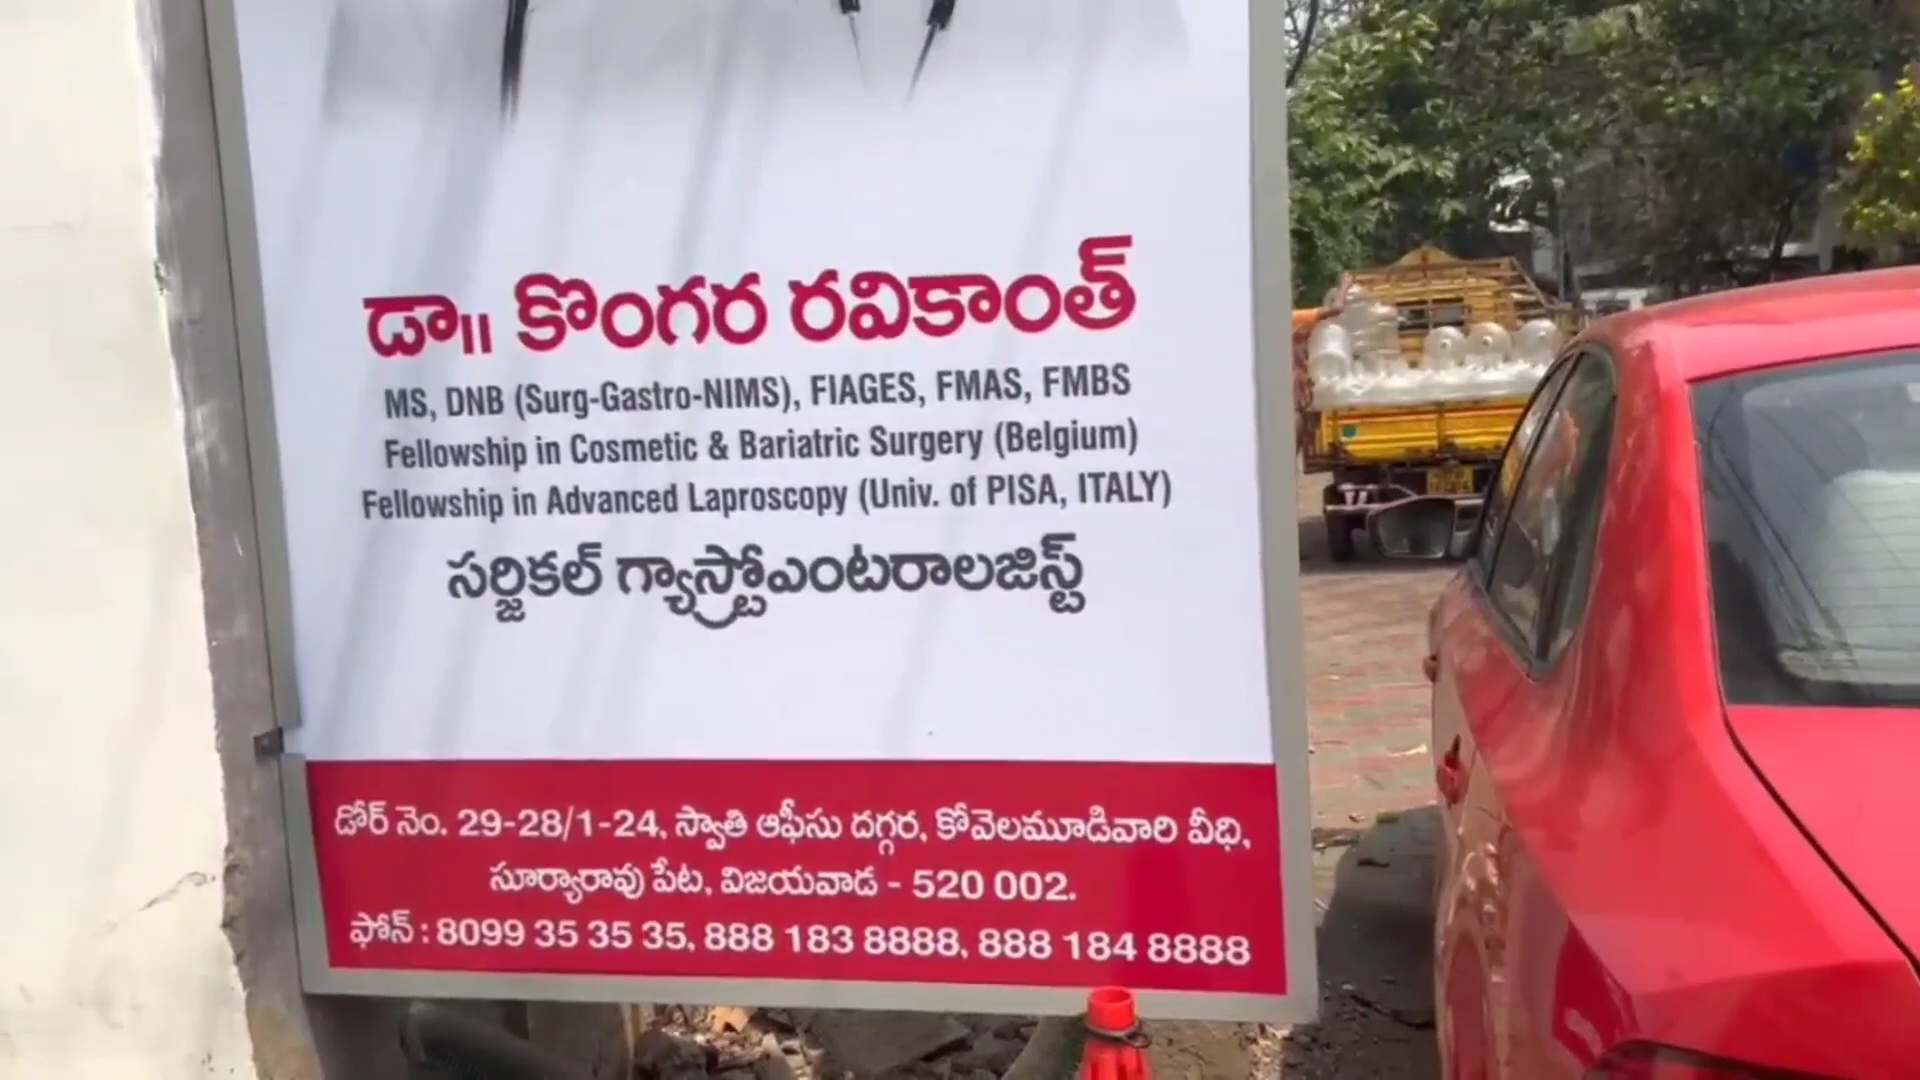 డా॥ కొంగర రవికాంత్
MS, DNB (Surg-Gastro-NIMS), FIAGES, FMAS, FMBS
Fellowship in Cosmetic & Bariatric Surgery (Belgium)
Fellowship in Advanced Laproscopy (Univ. of PISA, ITALY)
సర్జికల్ గ్యాస్ట్రోఎంటరాలజిస్ట్
డోర్ నెం. 29-28/1-24, స్వాతి ఆఫీసు దగ్గర, కోవెలమూడివారి వీధి,
సూర్యారావు పేట, విజయవాడ - 520 002.
ఫోన్ : 8099 35 35 35, 888 183 8888, 888 184 8888